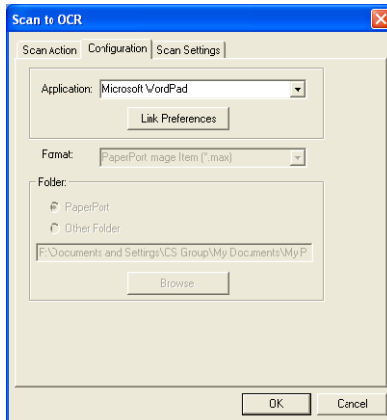 Scan to OCR
Scan Action Configuration Scan Settings
Application: Microsoft WordPad
Link Preferences
Format: PaperPort mage Item (*.max)
Folder:
PaperPort
Other Folder
F:\Documents and Settings\CS Group\My Documents\My P
Browse
OK Cancel